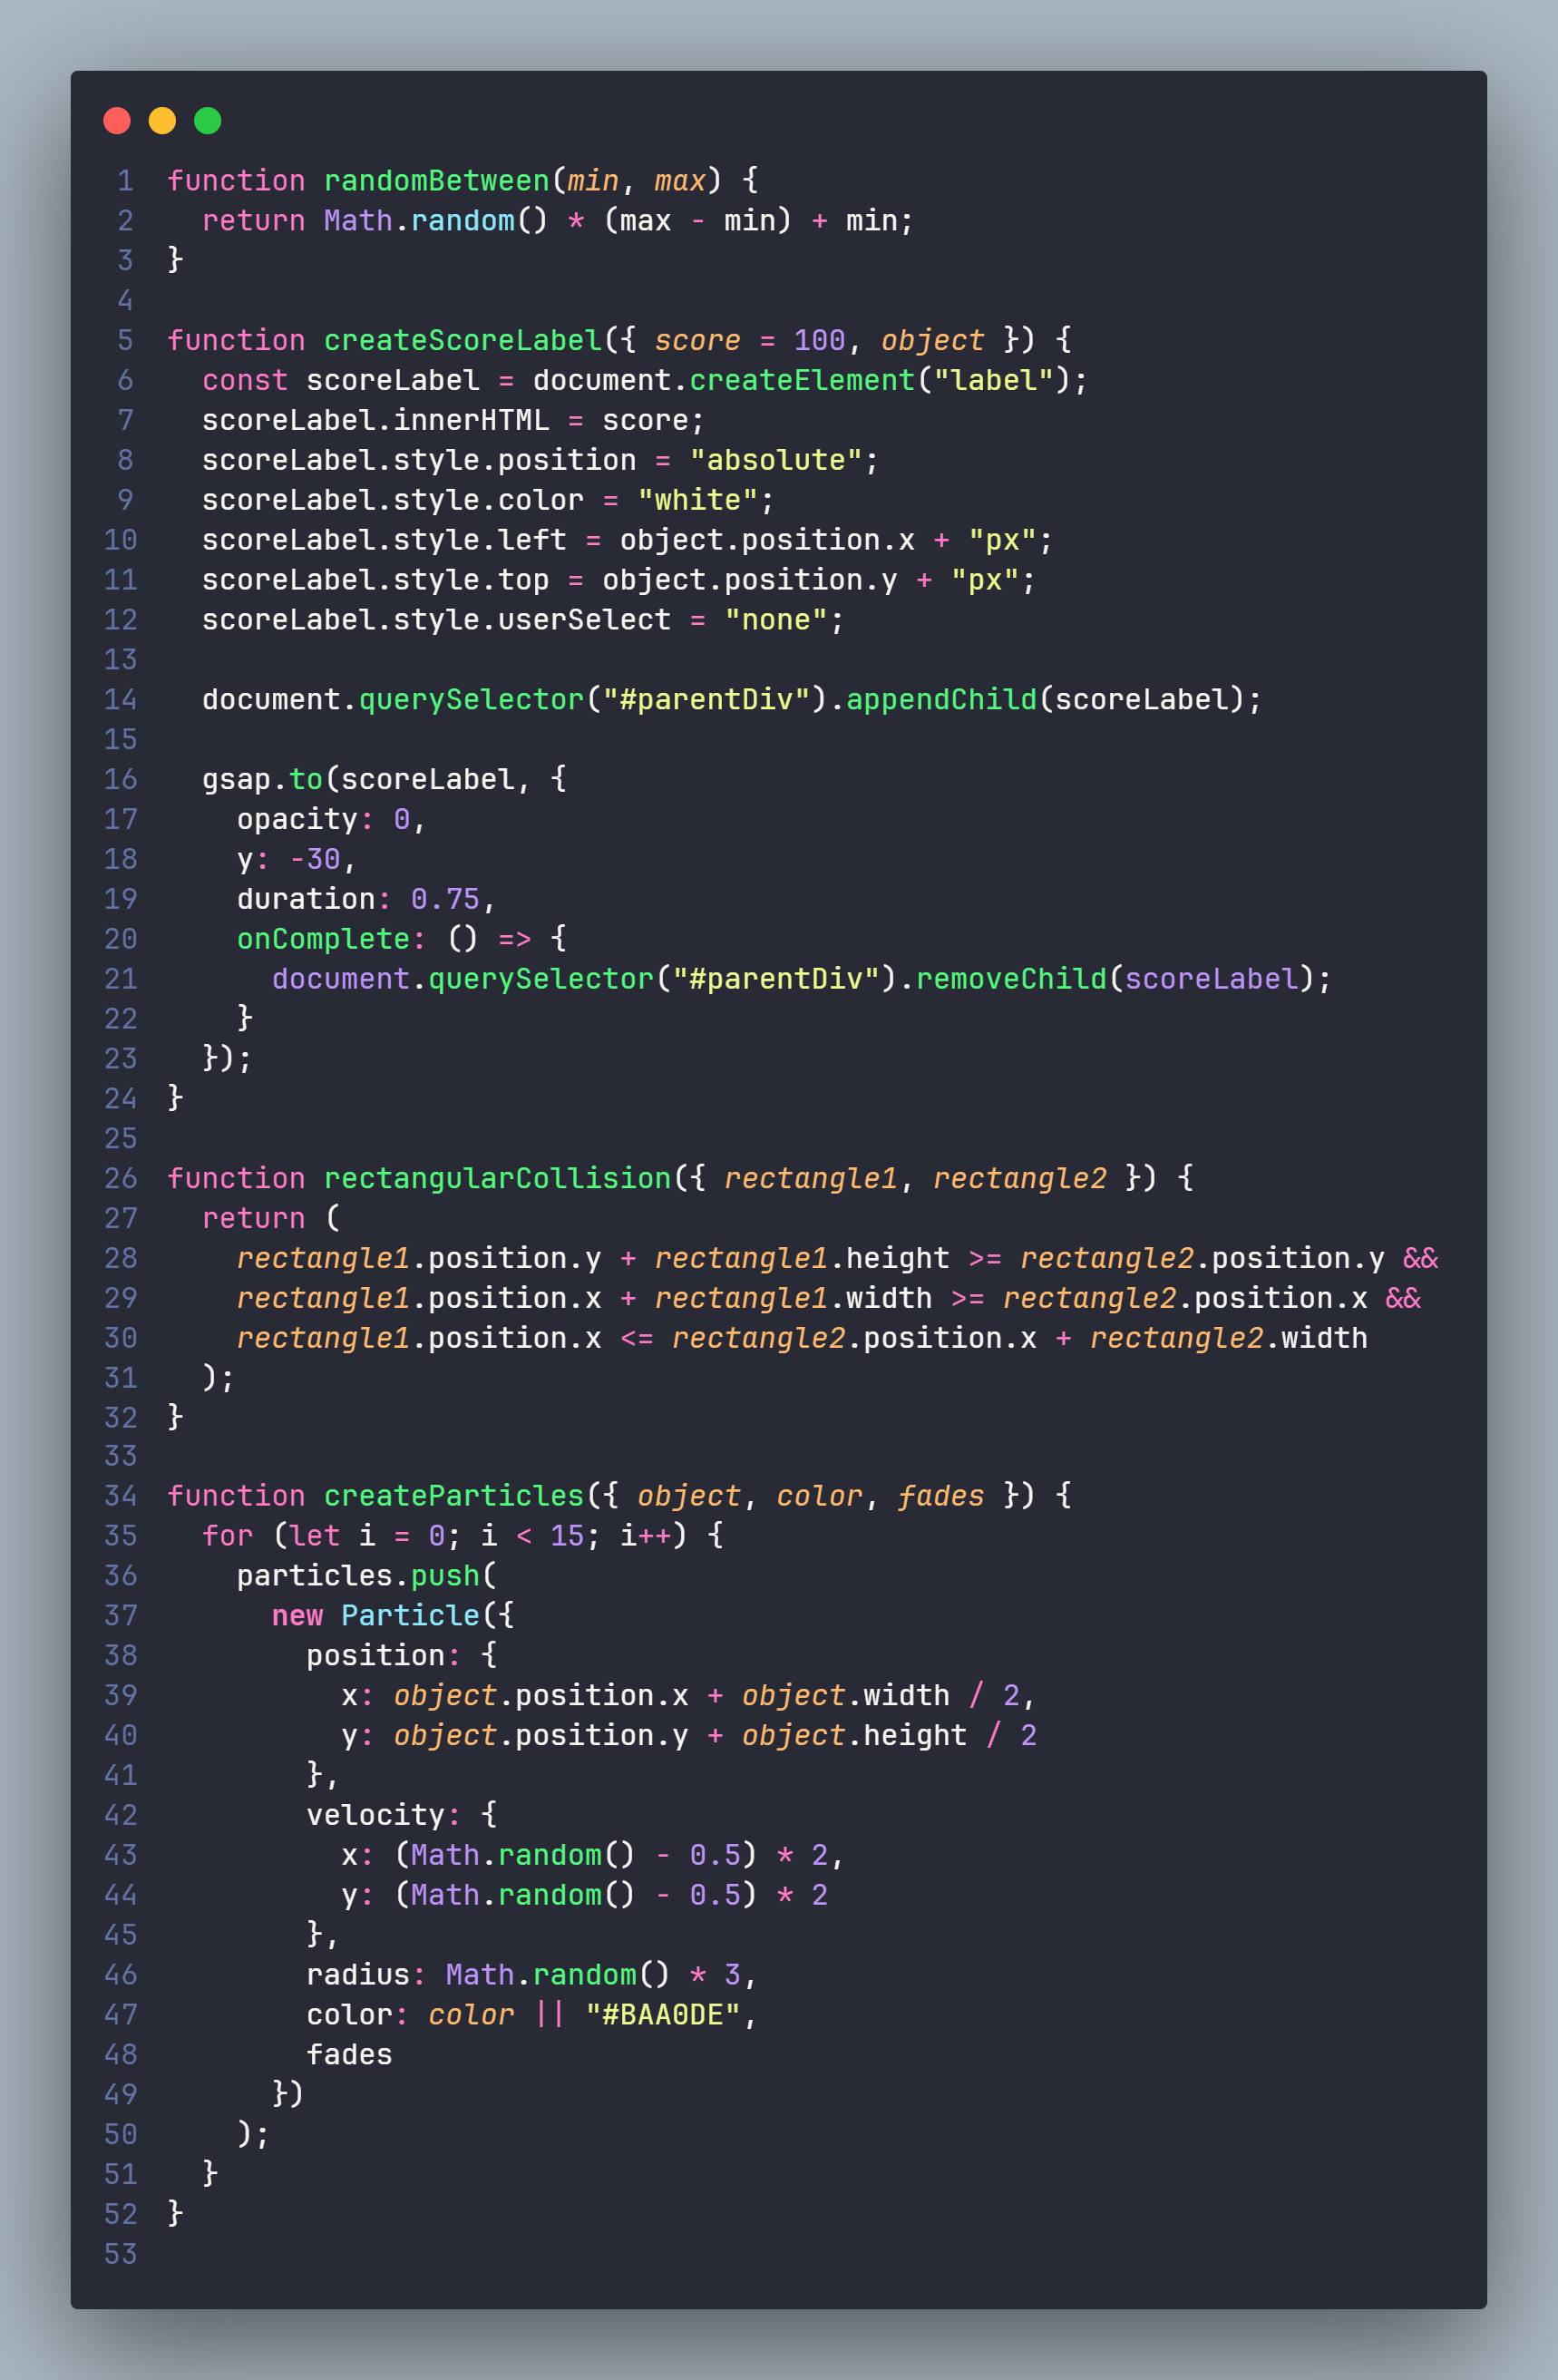 1 function randomBetween(min, max) {
2   return Math.random() * (max - min) + min;
3 }
4
5 function createScoreLabel({ score = 100, object }) {
6   const scoreLabel = document.createElement("label");
7   scoreLabel.innerHTML = score;
8   scoreLabel.style.position = "absolute";
9   scoreLabel.style.color = "white";
10   scoreLabel.style.left = object.position.x + "px";
11   scoreLabel.style.top = object.position.y + "px";
12   scoreLabel.style.userSelect = "none";
13
14   document.querySelector("#parentDiv").appendChild(scoreLabel);
15
16   gsap.to(scoreLabel, {
17     opacity: 0,
18     y: -30,
19     duration: 0.75,
20     onComplete: () => {
21       document.querySelector("#parentDiv").removeChild(scoreLabel);
22     }
23   });
24 }
25
26 function rectangularCollision({ rectangle1, rectangle2 }) {
27   return (
28     rectangle1.position.y + rectangle1.height >= rectangle2.position.y &&
29     rectangle1.position.x + rectangle1.width >= rectangle2.position.x &&
30     rectangle1.position.x <= rectangle2.position.x + rectangle2.width
31   );
32 }
33
34 function createParticles({ object, color, fades }) {
35   for (let i = 0; i < 15; i++) {
36     particles.push(
37       new Particle({
38         position: {
39           x: object.position.x + object.width / 2,
40           y: object.position.y + object.height / 2
41         },
42         velocity: {
43           x: (Math.random() - 0.5) * 2,
44           y: (Math.random() - 0.5) * 2
45         },
46         radius: Math.random() * 3,
47         color: color || "#BAA0DE",
48         fades
49       })
50     );
51   }
52 }
53